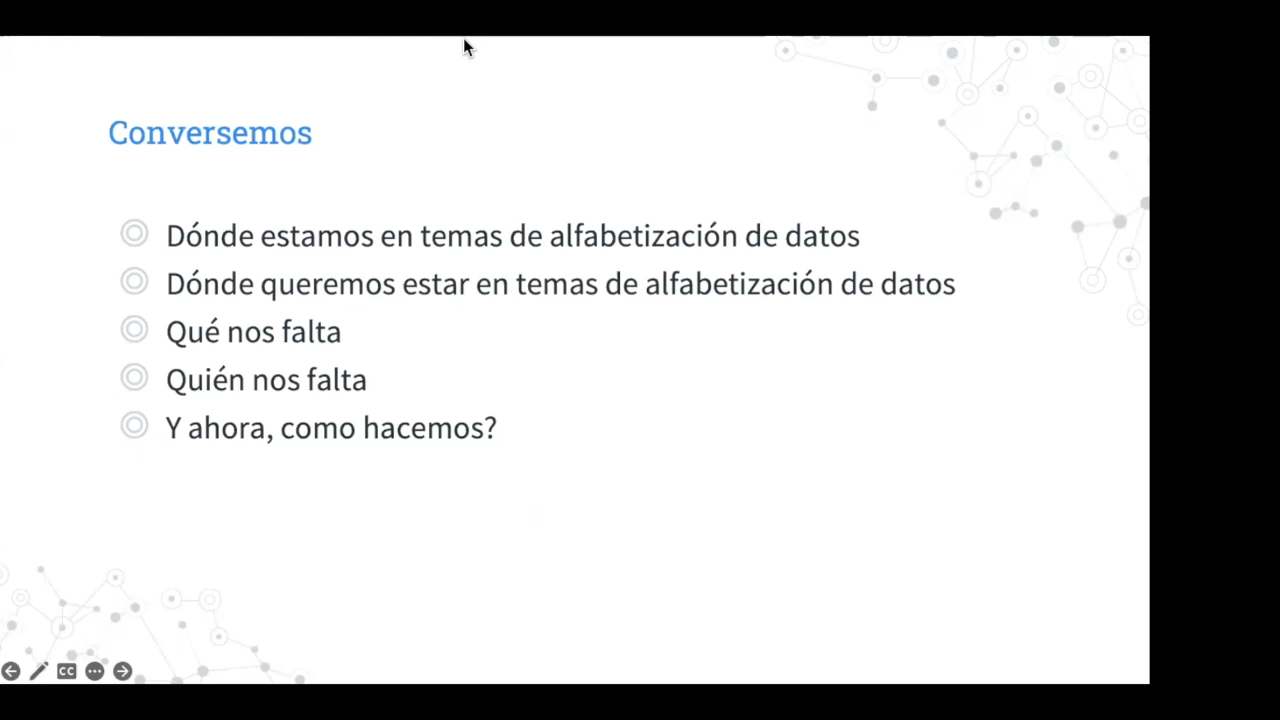 Conversemos
Dónde estamos en temas de alfabetización de datos
Dónde queremos estar en temas de alfabetización de datos
Qué nos falta
Quién nos falta
Y ahora, como hacemos?
CC